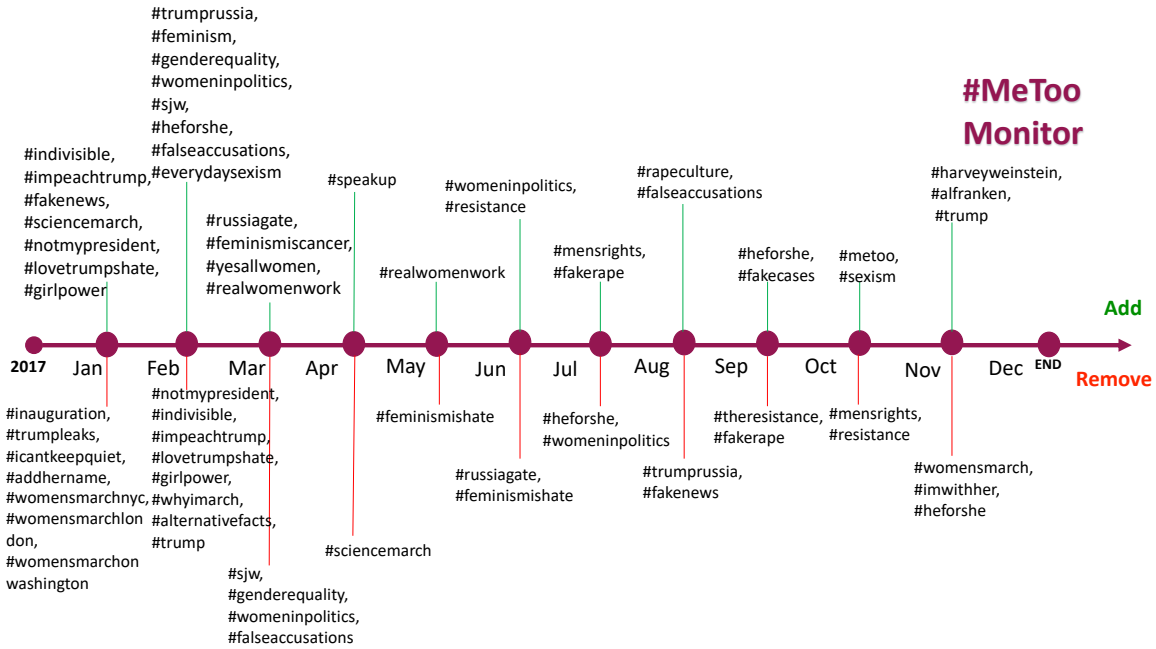 #trumprussia,
#feminism,
#genderequality,
#womeninpolitics,
#sjw,
#heforshe,
#falseaccusations,
#everydaysexism
#MeToo
Monitor
#indivisible,
#impeachtrump,
#fakenews,
#sciencemarch,
#notmypresident,
#lovetrumpshate,
#girlpower
#russiagate,
#feminismiscancer,
#yesallwomen,
#realwomenwork
#speakup
#realwomenwork
#womeninpolitics,
#resistance
#mensrights,
#fakerape
#rapeculture,
#falseaccusations
#heforshe,
#fakecases
#metoo,
#sexism
#harveyweinstein,
#alfranken,
#trump
Add
2017
Jan
Feb
Mar
Apr
May
Jun
Jul
Aug
Sep
Oct
Nov
Dec
END
Remove
#inauguration,
#trumpleaks,
#icantkeepquiet,
#addhername,
#womensmarchnyc,
#womensmarchlon
don,
#womensmarchon
washington
#notmypresident,
#indivisible,
#impeachtrump,
#lovetrumpshate,
#girlpower,
#whyimarch,
#alternativefacts,
#trump
#sjw,
#genderequality,
#womeninpolitics,
#falseaccusations
#sciencemarch
#feminismishate
#russiagate,
#feminismishate
#heforshe,
#womeninpolitics
#trumprussia,
#fakenews
#theresistance,
#fakerape
#mensrights,
#resistance
#womensmarch,
#imwithher,
#heforshe